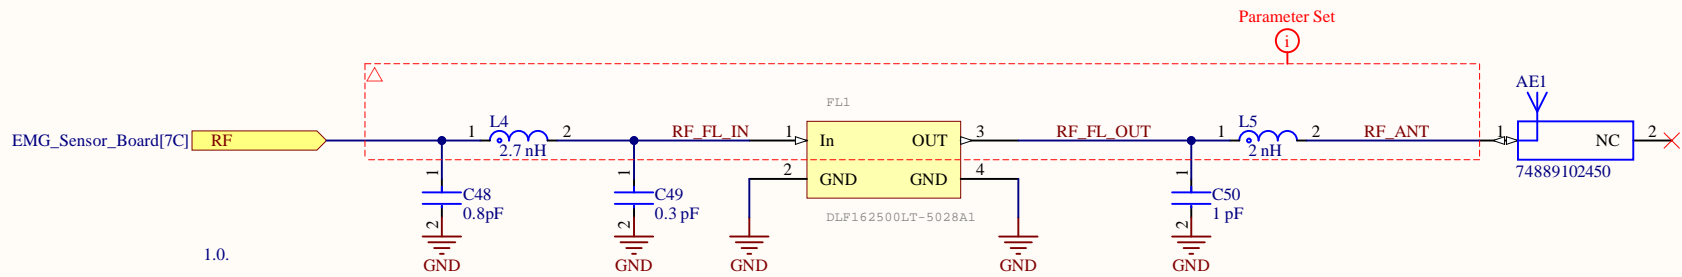 Parameter Set
i
AE1
FL1
L4
L5
EMG_Sensor_Board[7C]
RF
1
2
RF_FL_IN
1
In
OUT
3
RF_FL_OUT
1
2
RF_ANT
1
NC
2
2.7 nH
2 nH
2
GND
GND
4
74889102450
1
C48
0.8pF
2
1
C49
0.3 pF
2
DLF162500LT-5028A1
1
C50
1 pF
2
1.0.
GND
GND
GND
GND
GND